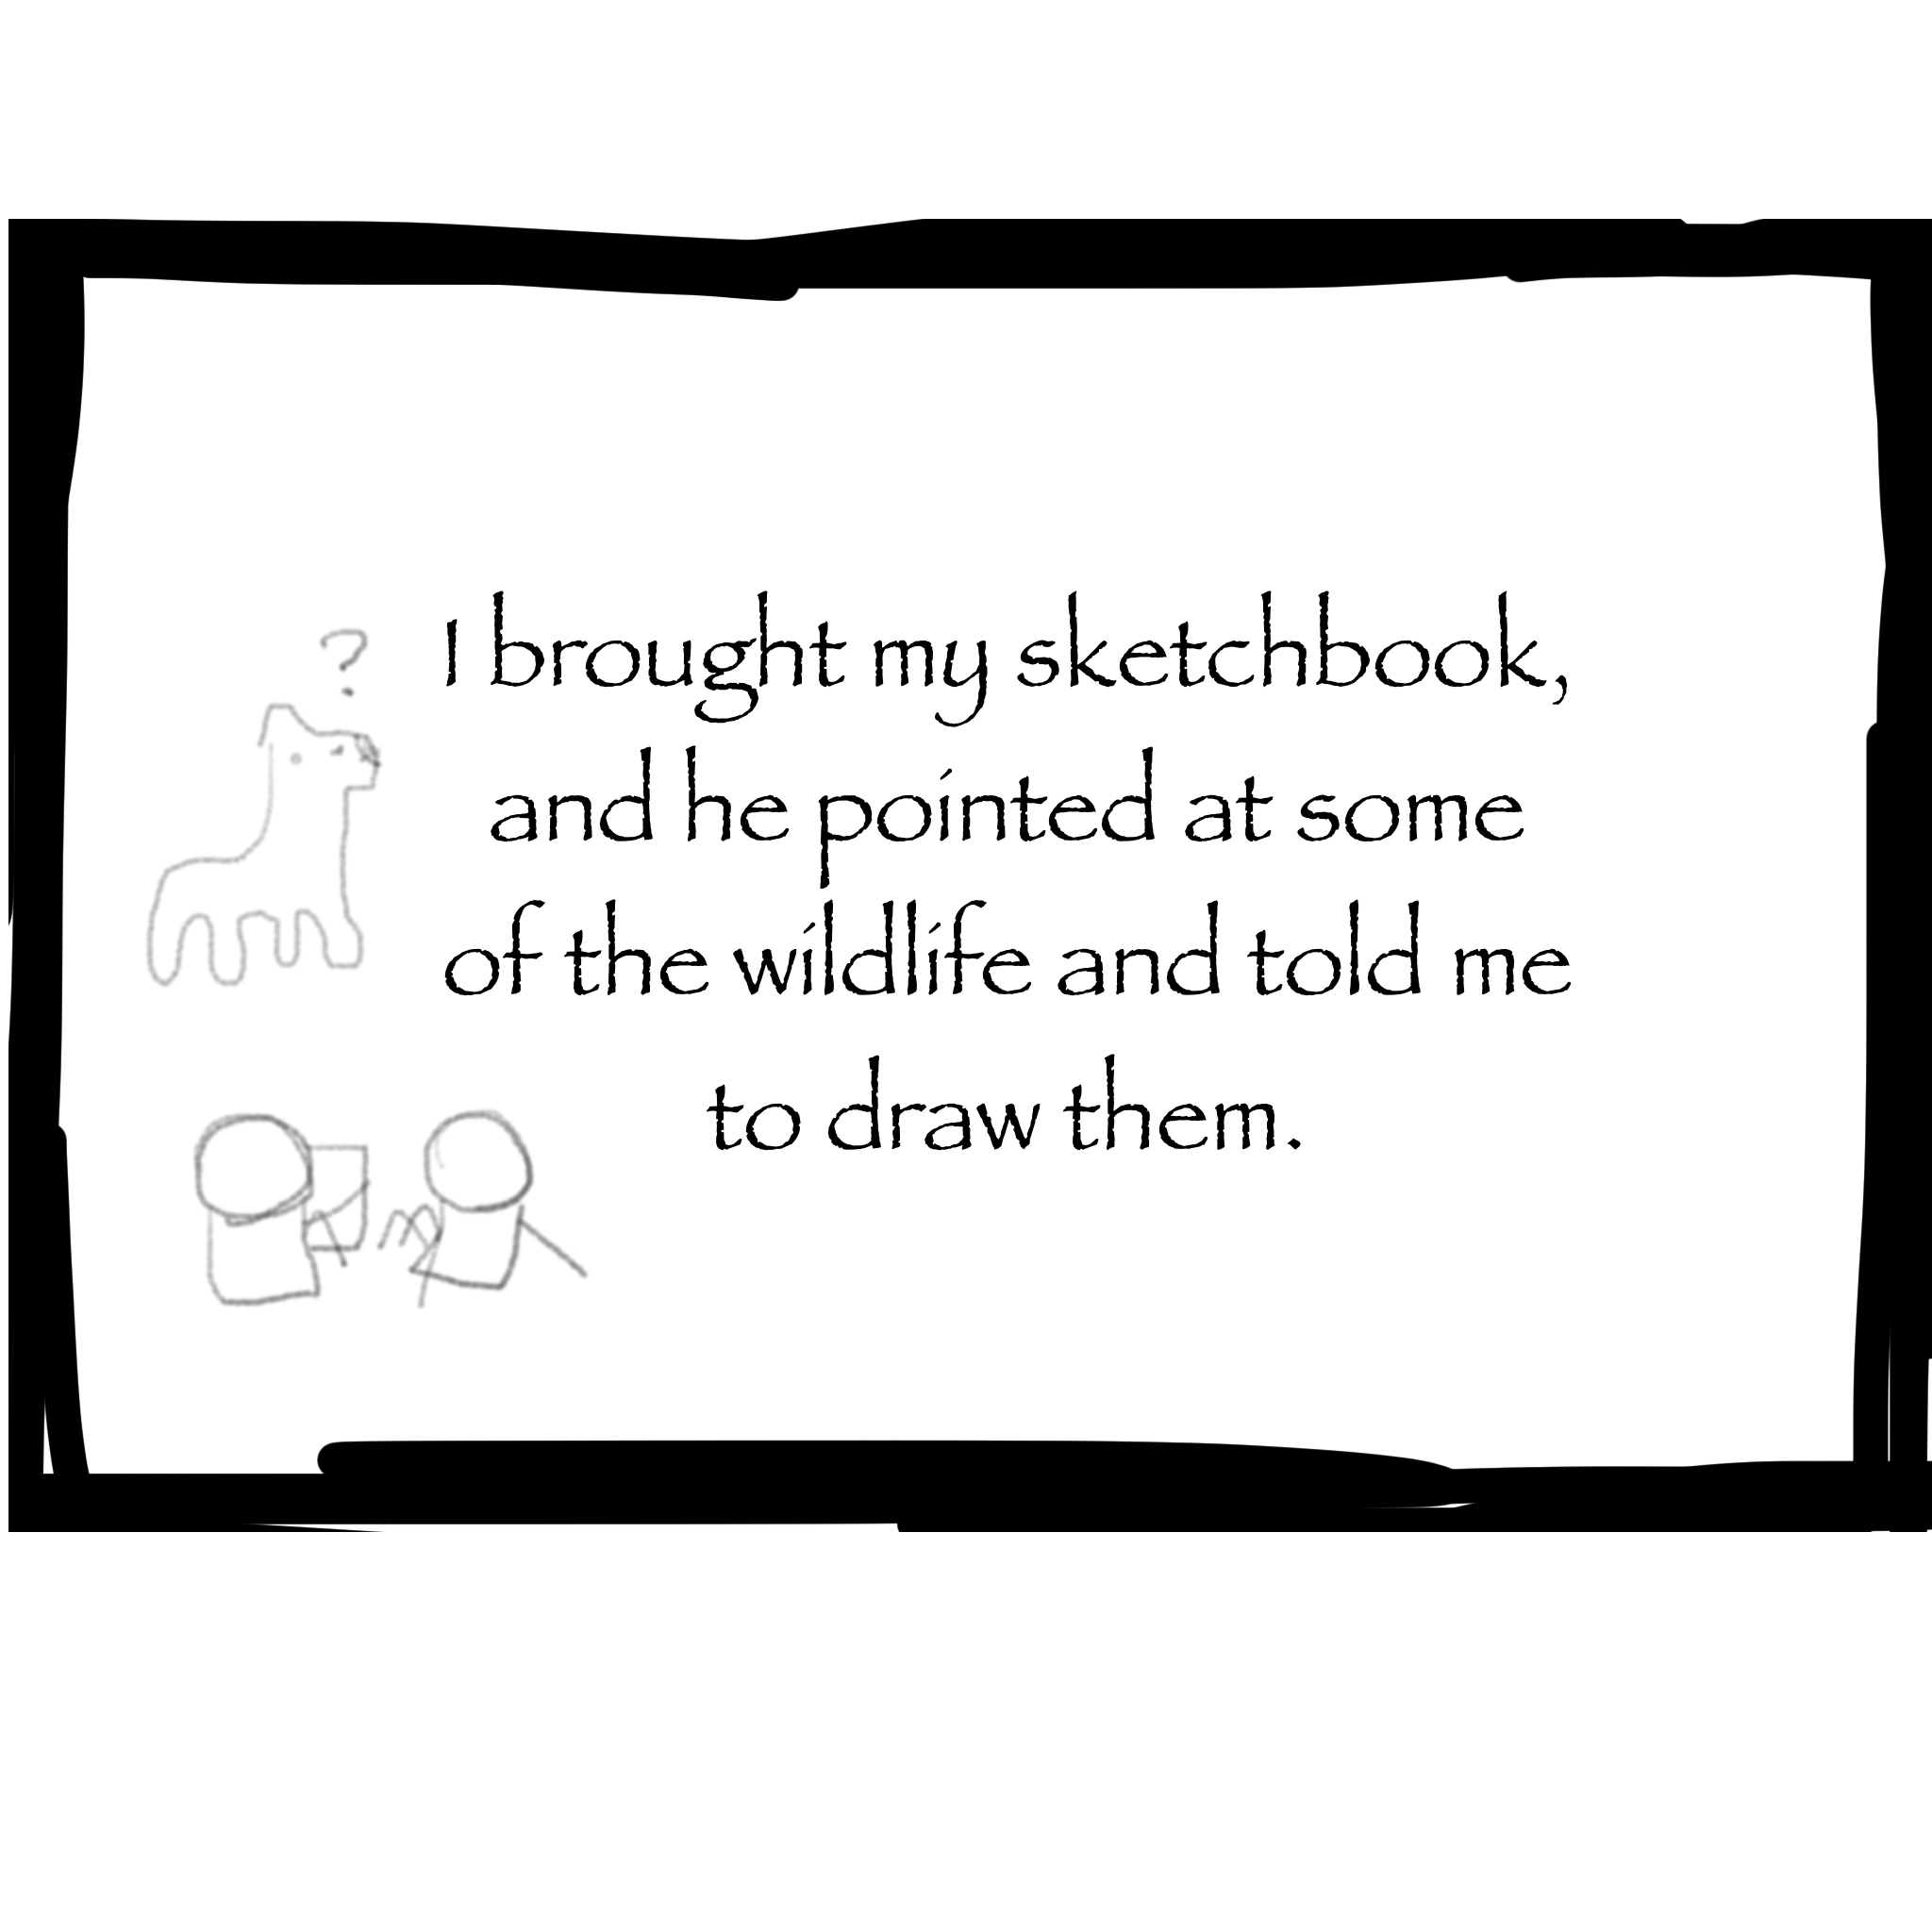 ?
I brought my sketchbook,
and he pointed at some
of the wildlife and told me
to draw them.